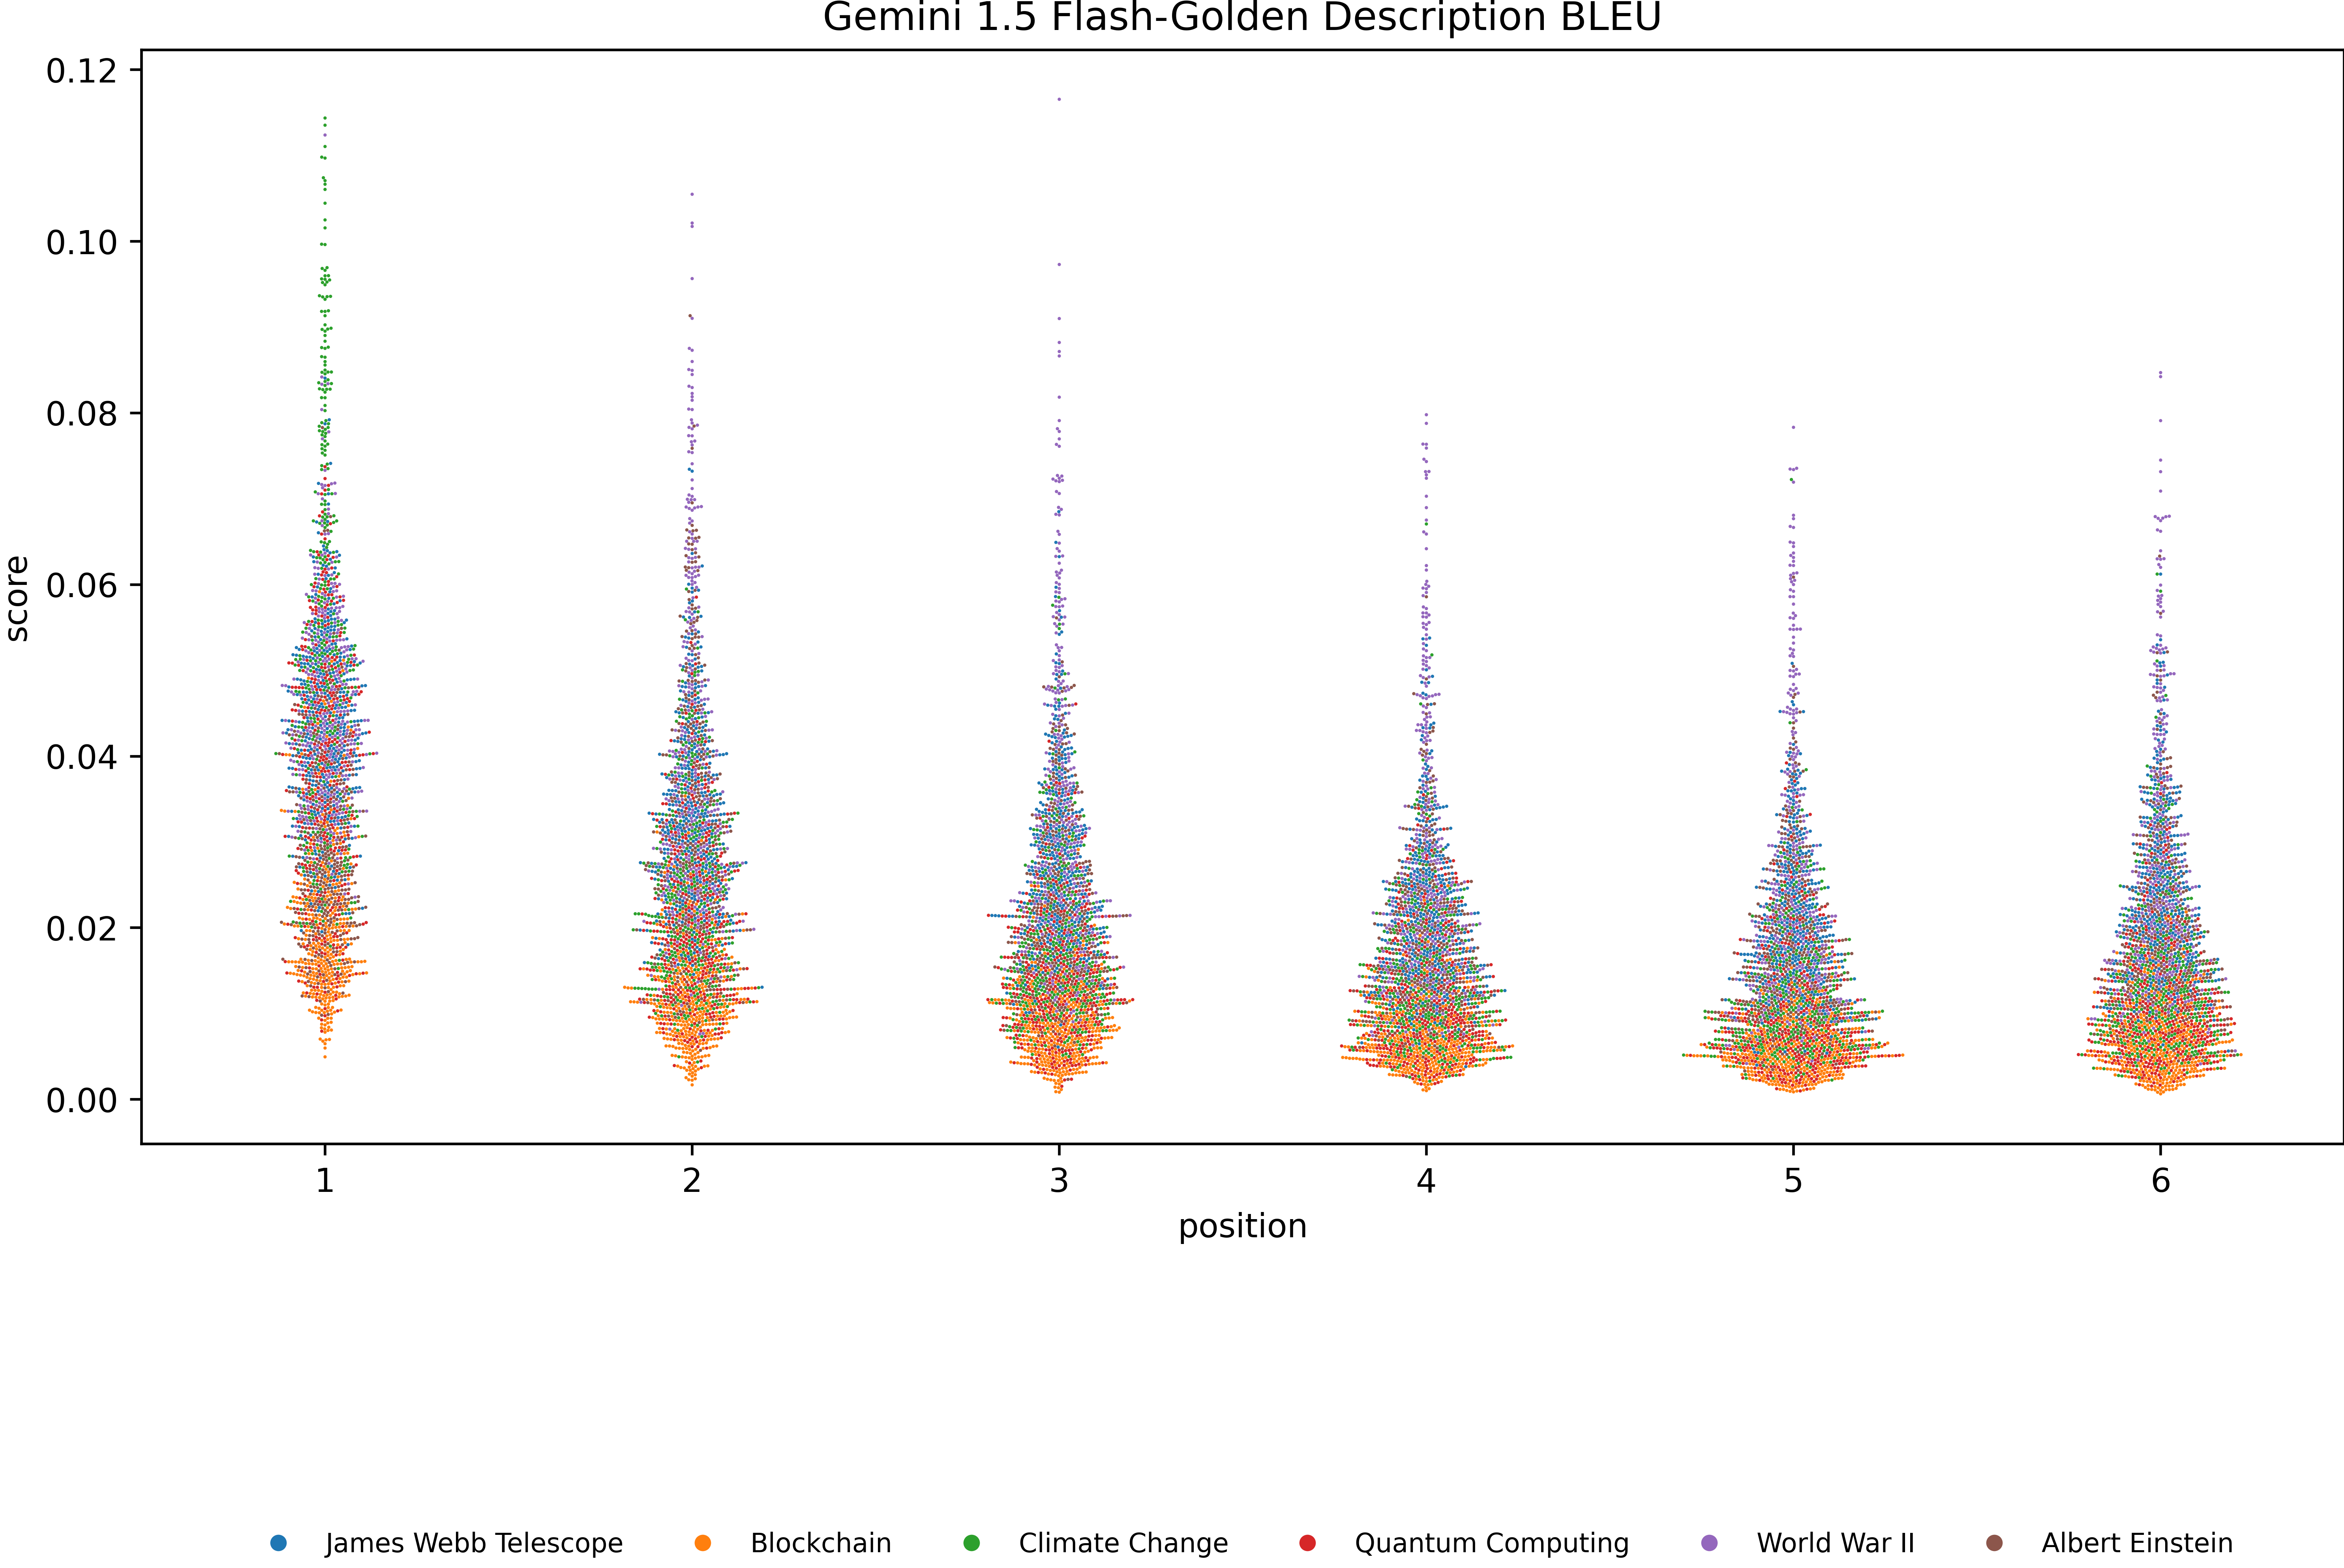 Gemini 1.5 Flash-Golden Description BLEU
0.12
0.10
0.08
0.06
0.04
0.02
0.00
score
1 2 3 4 5 6
position
James Webb Telescope Blockchain Climate Change Quantum Computing World War II Albert Einstein